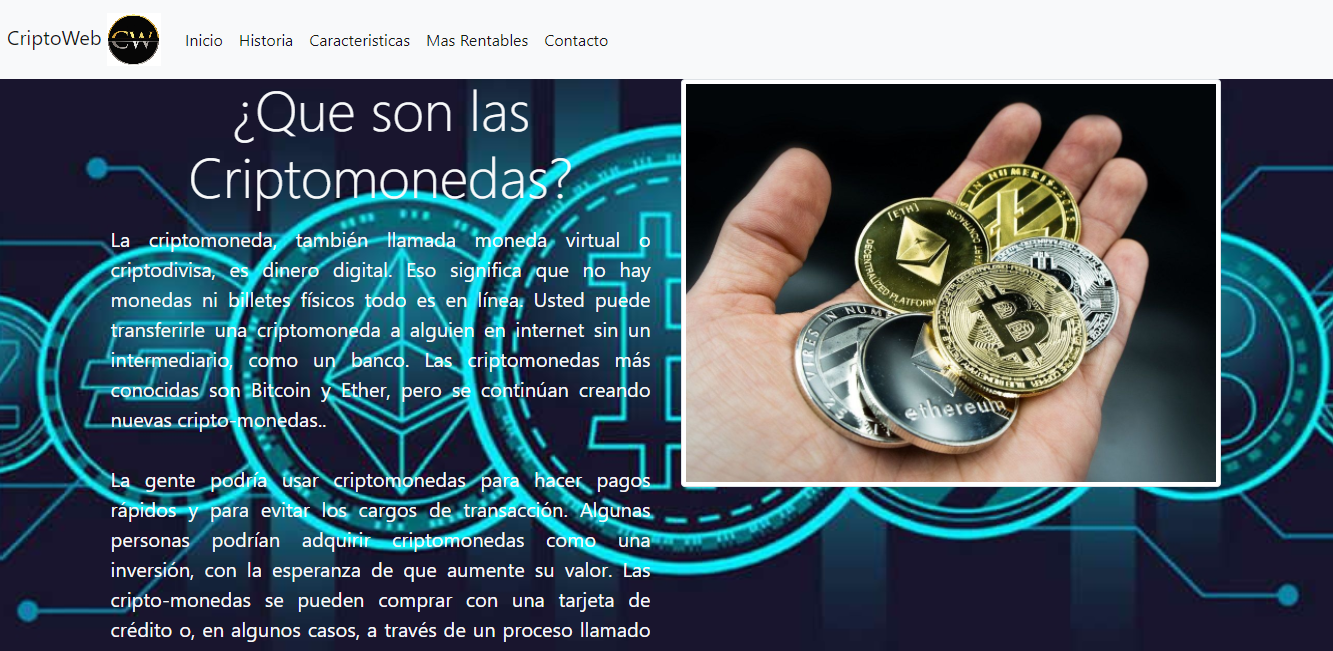 CriptoWeb CW Inicio Historia Caracteristicas Mas Rentables Contacto
¿Que son las
Criptomonedas?
La criptomoneda, también llamada moneda virtual o
criptodivisa, es dinero digital. Eso significa que no hay
monedas ni billetes físicos todo es en línea. Usted puede
transferirle una criptomoneda a alguien en internet sin un
intermediario, como un banco. Las criptomonedas más
conocidas son Bitcoin y Ether, pero se continúan creando
nuevas cripto-monedas..
La gente podría usar criptomonedas para hacer pagos
rápidos y para evitar los cargos de transacción. Algunas
personas podrían adquirir criptomonedas como una
inversión, con la esperanza de que aumente su valor. Las
cripto-monedas se pueden comprar con una tarjeta de
crédito o, en algunos casos, a través de un proceso llamado
[ETH]
DECENTRALIZED PLATFORM
ethereum